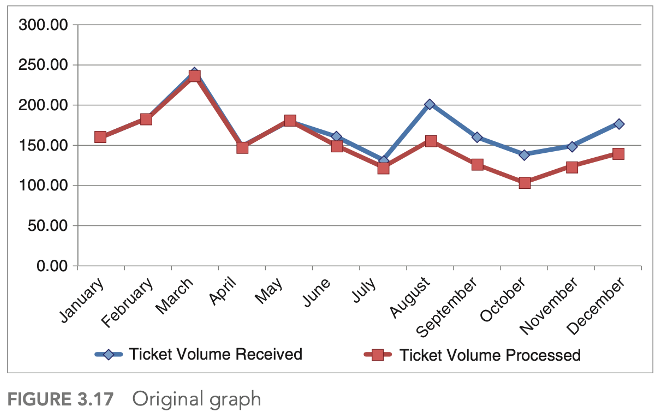 300.00
250.00
200.00
150.00
100.00
50.00
0.00
January
February
March
April
May
June
July
August
September
October
November
December
Ticket Volume Received
Ticket Volume Processed
FIGURE 3.17 Original graph